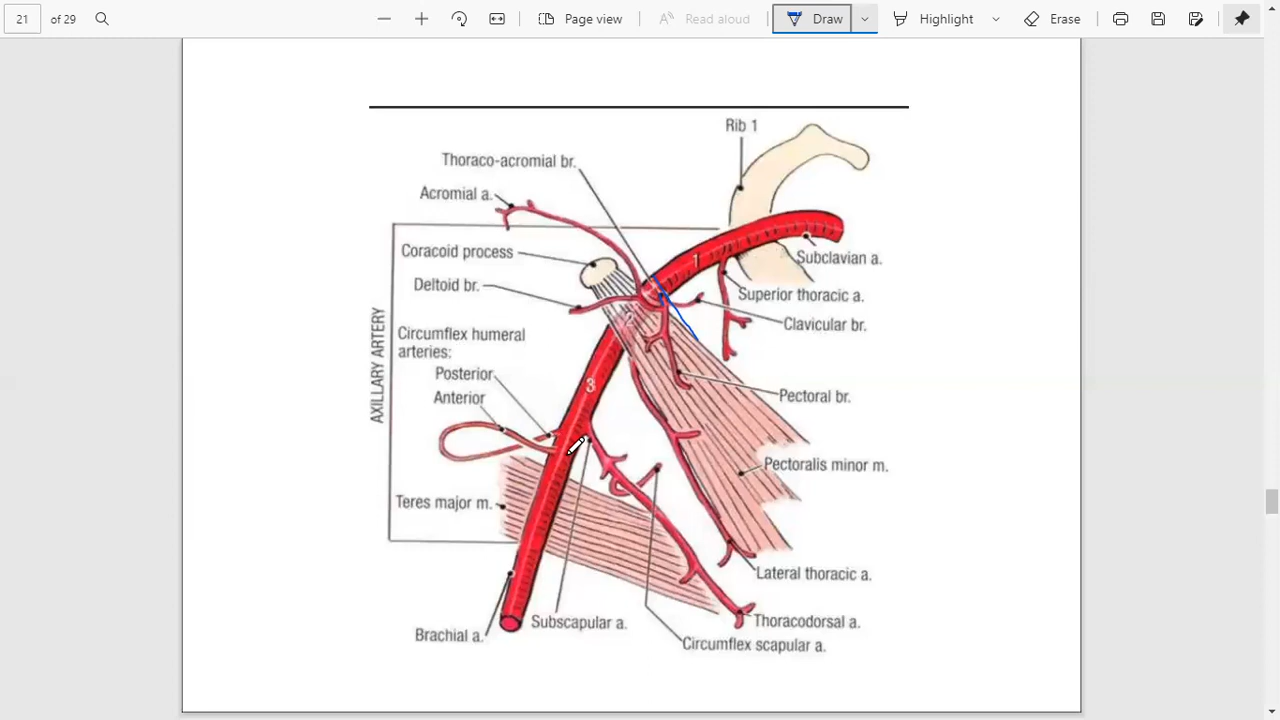 21 of 29
Page view
Read aloud
Draw
Highlight
Erase
Rib 1
Thoraco-acromial br.
Acromial a.
Coracoid process
Deltoid br.
Subclavian a.
Superior thoracic a.
Clavicular br.
1
2
3
AXILLARY ARTERY
Circumflex humeral
arteries:
Posterior
Anterior
Pectoral br.
Pectoralis minor m.
Teres major m.
Lateral thoracic a.
Brachial a.
Subscapular a.
Thoracodorsal a.
Circumflex scapular a.